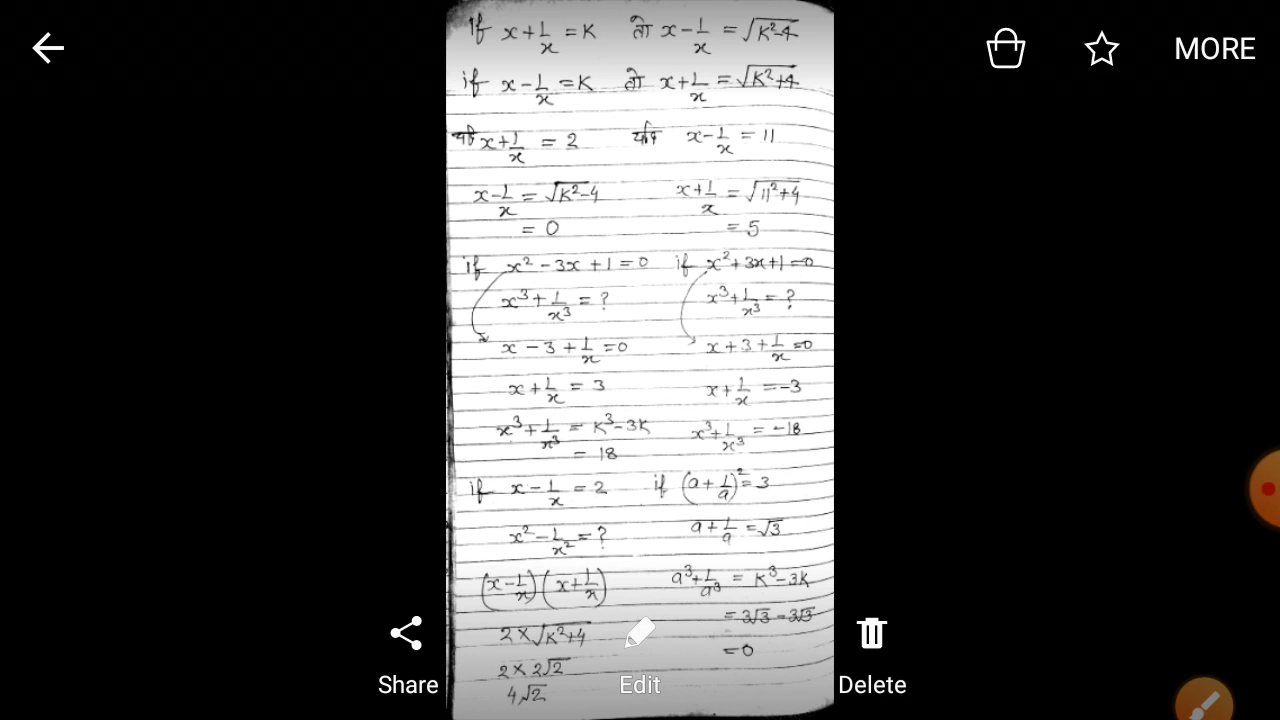 MORE
if x+1/x = K तो x-1/x = √K²-4
if x-1/x = K तो x+1/x = √K²+4
यदि x+1/x = 2 यदि x-1/x = 11
x-1/x = √K²-4 x+1/x = √11²+4
= 0 = 5
if x² - 3x + 1 = 0 if x² + 3x + 1 = 0
x³ + 1/x³ = ? x³ + 1/x³ = ?
x - 3 + 1/x = 0 x + 3 + 1/x = 0
x + 1/x = 3 x + 1/x = -3
x³ + 1/x³ = K³ - 3K x³ + 1/x³ = -18
= 18
if x - 1/x = 2 if (a + 1/a)² = 3
x² - 1/x² = ? a + 1/a = √3
(x - 1/x)(x + 1/x) a³ + 1/a³ = K³ - 3K
= 3√3 - 3√3
2 × √K²+4
= 0
2 × 2√2
4√2
Share Edit Delete